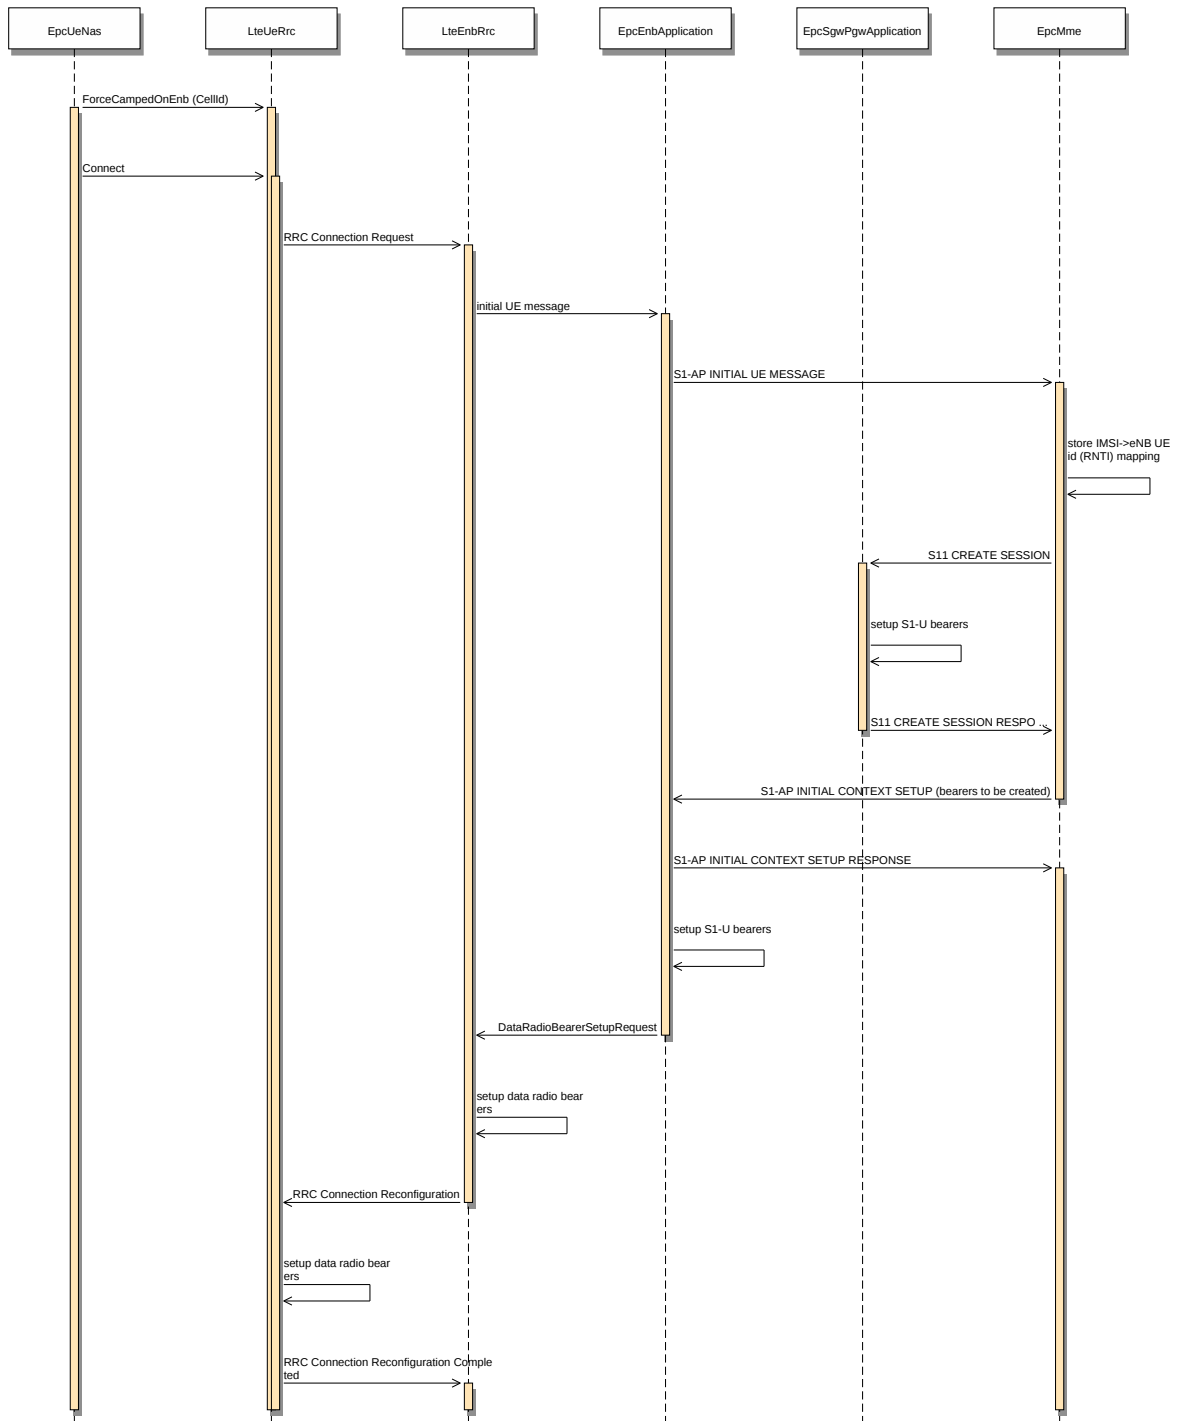 EpcUeNas
LteUeRrc
LteEnbRrc
EpcEnbApplication
EpcSgwPgwApplication
EpcMme
ForceCampedOnEnb (CellId)
Connect
RRC Connection Request
initial UE message
S1-AP INITIAL UE MESSAGE
store IMSI->eNB UE
id (RNTI) mapping
S11 CREATE SESSION
setup S1-U bearers
S11 CREATE SESSION RESPO ...
S1-AP INITIAL CONTEXT SETUP (bearers to be created)
S1-AP INITIAL CONTEXT SETUP RESPONSE
setup S1-U bearers
DataRadioBearerSetupRequest
setup data radio bear
ers
RRC Connection Reconfiguration
setup data radio bear
ers
RRC Connection Reconfiguration Comple
ted